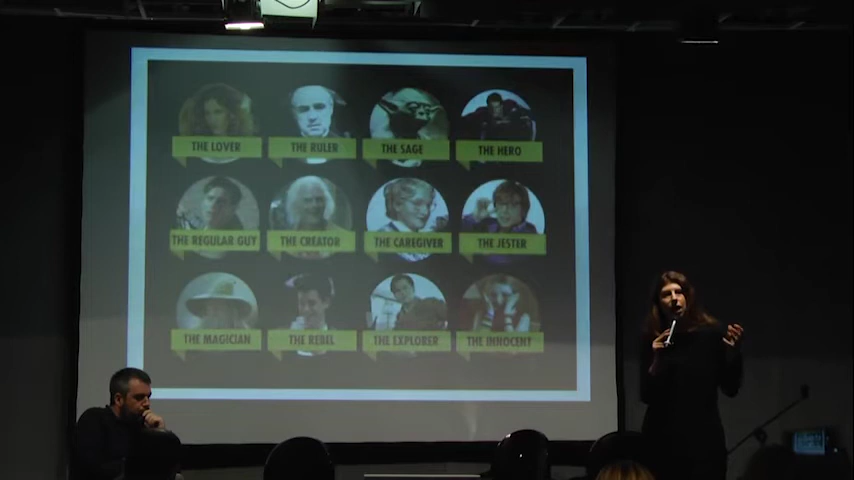 THE LOVER
THE RULER
THE SAGE
THE HERO
THE REGULAR GUY
THE CREATOR
THE CAREGIVER
THE JESTER
THE MAGICIAN
THE REBEL
THE EXPLORER
THE INNOCENT